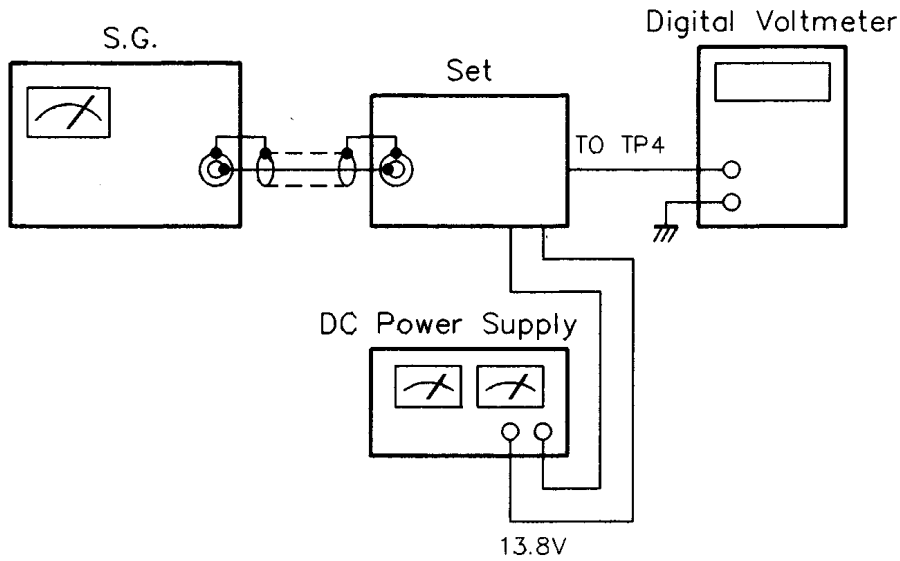 S.G.
Set
Digital Voltmeter
TO TP4
DC Power Supply
13.8V